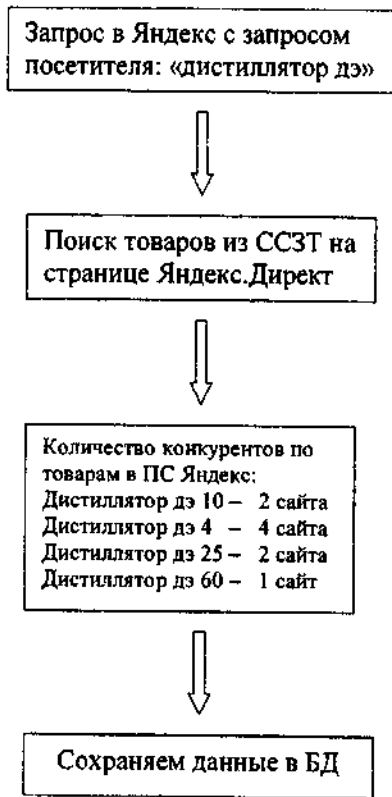 Запрос в Яндекс с запросом
посетителя: «дистиллятор дэ»
Поиск товаров из ССЗТ на
странице Яндекс.Директ
Количество конкурентов по
товарам в ПС Яндекс:
Дистиллятор дэ 10 – 2 сайта
Дистиллятор дэ 4 – 4 сайта
Дистиллятор дэ 25 – 2 сайта
Дистиллятор дэ 60 – 1 сайт
Сохраняем данные в БД